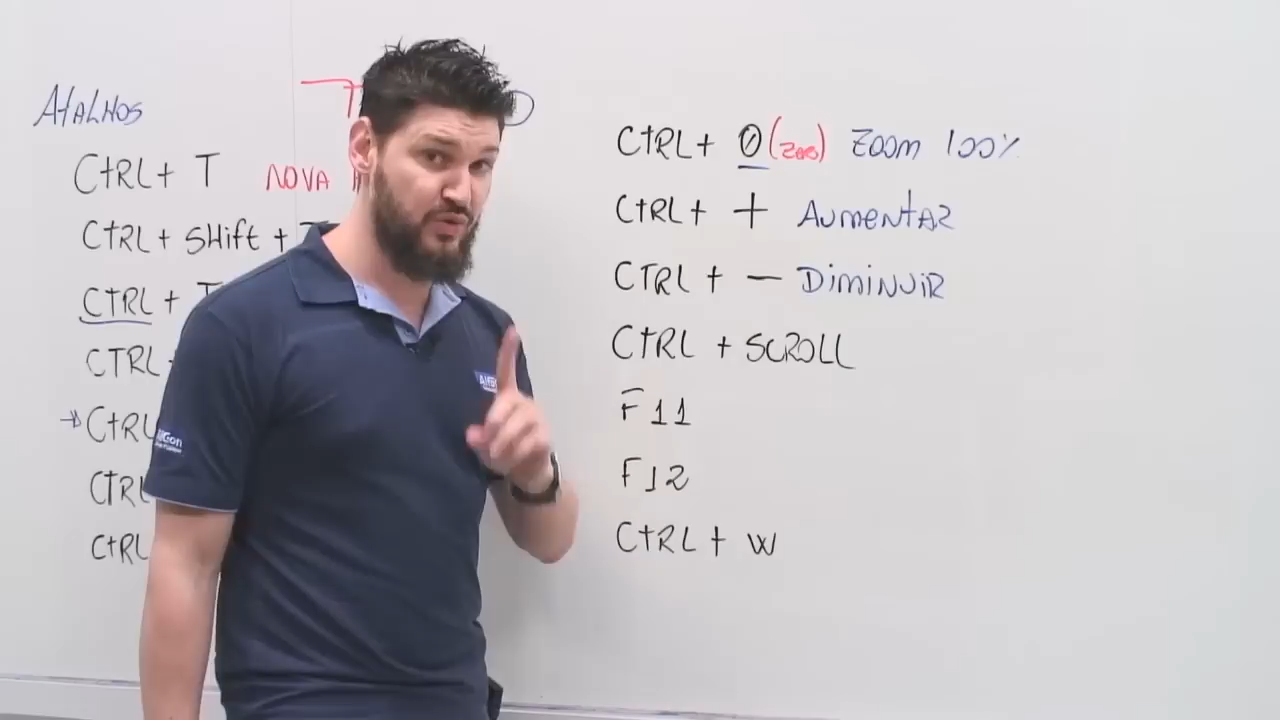 Atalhos
CTRL + T NOVA
CTRL + SHift +
CTRL +
CTRL
CTRL
CTRL
CTRL
CTRL + 0 (zero) Zoom 100%
CTRL + + AUMENTAR
CTRL + - DIMINUIR
CTRL + SCROLL
F11
F12
CTRL + W